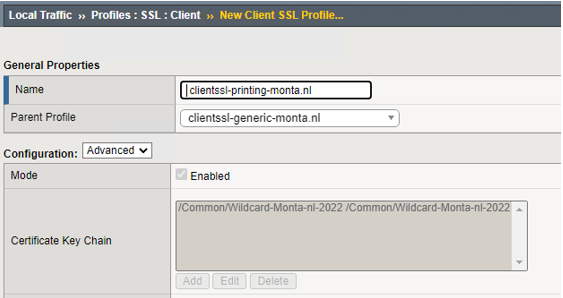 Local Traffic ›› Profiles : SSL : Client ›› New Client SSL Profile...
General Properties
Name clientssl-printing-monta.nl
Parent Profile clientssl-generic-monta.nl
Configuration: Advanced
Mode Enabled
/Common/Wildcard-Monta-nl-2022 /Common/Wildcard-Monta-nl-2022
Certificate Key Chain
Add Edit Delete